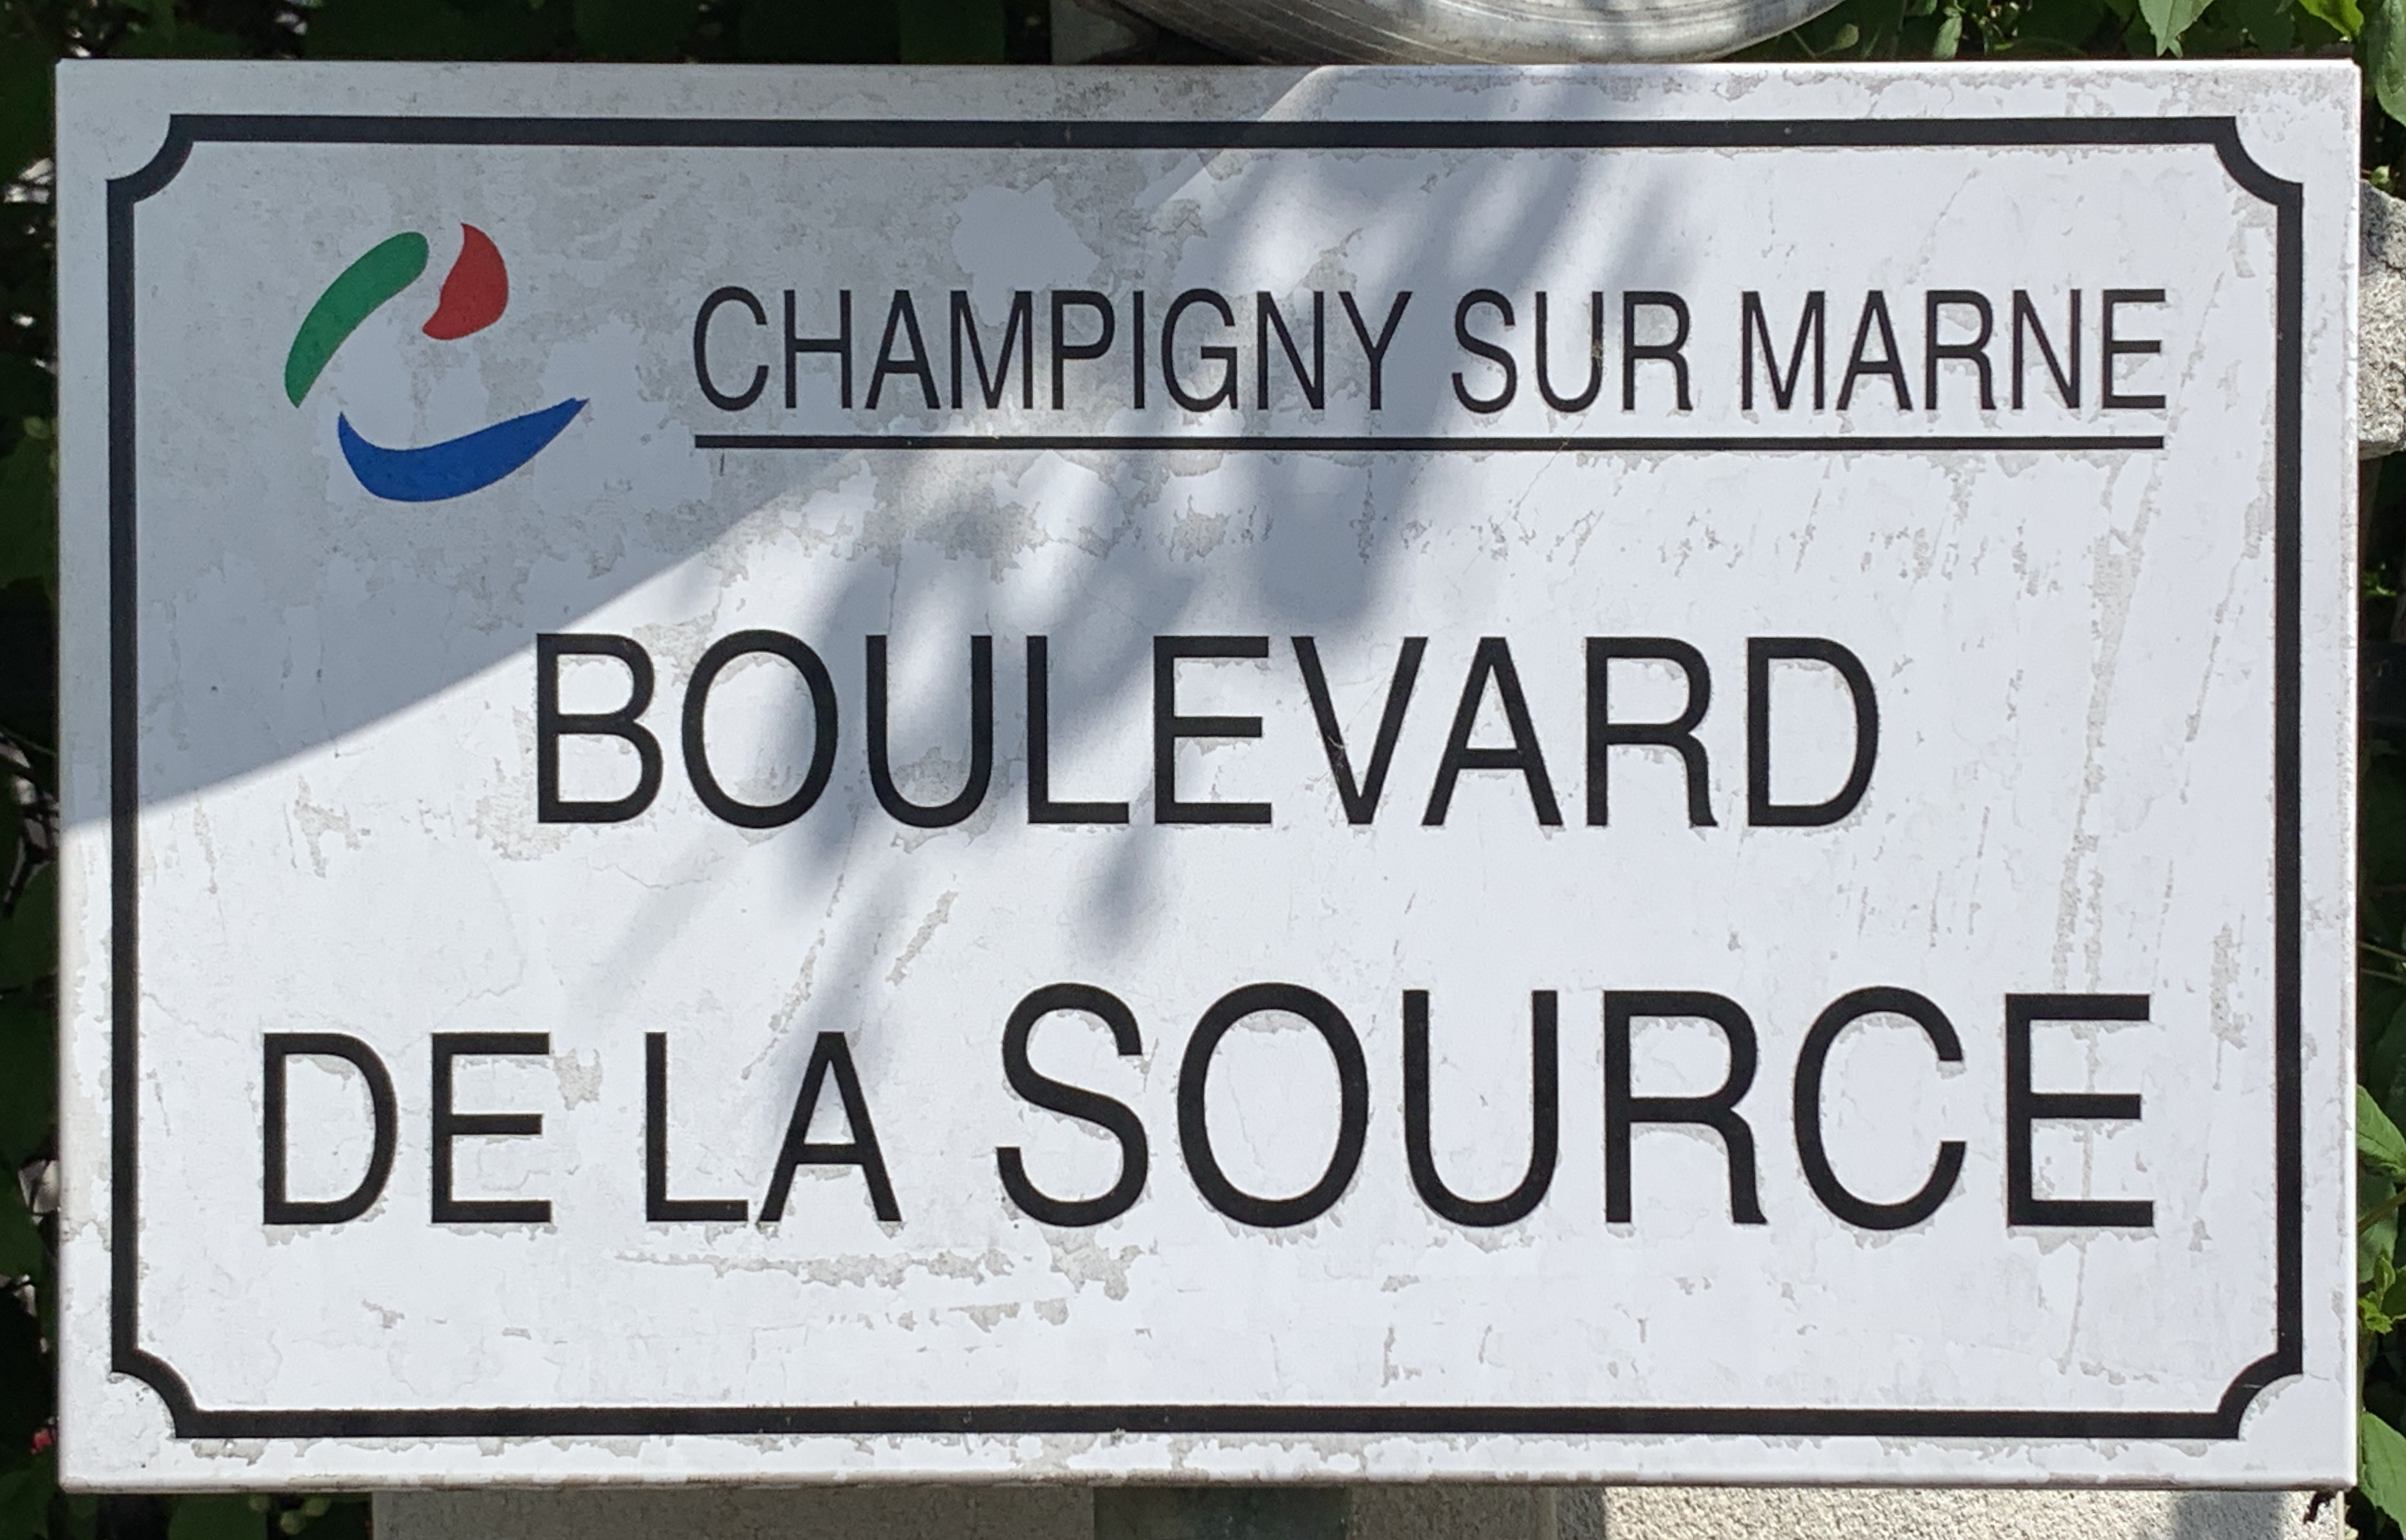 CHAMPIGNY SUR MARNE
BOULEVARD
DE LA SOURCE